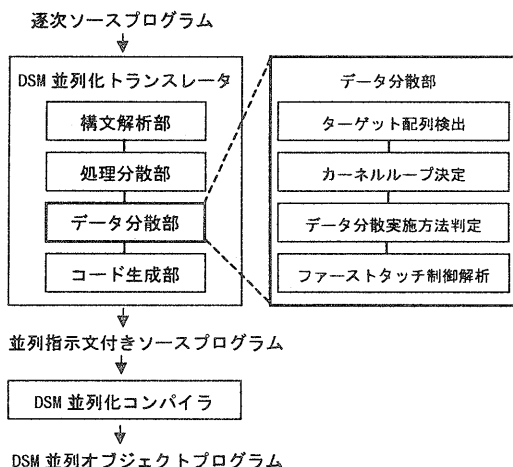 逐次ソースプログラム
DSM 並列化トランスレータ
構文解析部
処理分散部
データ分散部
コード生成部
データ分散部
ターゲット配列検出
カーネルループ決定
データ分散実施方法判定
ファーストタッチ制御解析
並列指示文付きソースプログラム
DSM 並列化コンパイラ
DSM 並列オブジェクトプログラム